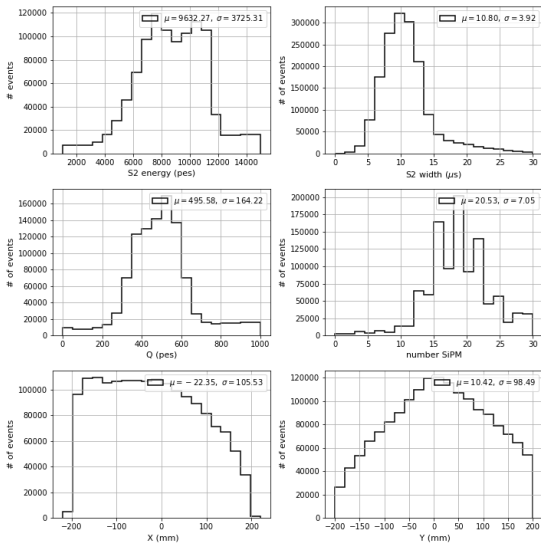 120000
100000
80000
60000
40000
20000
0
# events
μ = 9632.27, σ = 3725.31
2000 4000 6000 8000 10000 12000 14000
S2 energy (pes)
300000
250000
200000
150000
100000
50000
0
# of events
μ = 10.80, σ = 3.92
0 5 10 15 20 25 30
S2 width (μs)
160000
140000
120000
100000
80000
60000
40000
20000
0
# of events
μ = 495.58, σ = 164.22
0 200 400 600 800 1000
Q (pes)
200000
175000
150000
125000
100000
75000
50000
25000
0
# of events
μ = 20.53, σ = 7.05
0 5 10 15 20 25 30
number SiPM
100000
80000
60000
40000
20000
0
# of events
μ = −22.35, σ = 105.53
−200 −100 0 100 200
X (mm)
120000
100000
80000
60000
40000
20000
0
# of events
μ = 10.42, σ = 98.49
−200 −150 −100 −50 0 50 100 150 200
Y (mm)